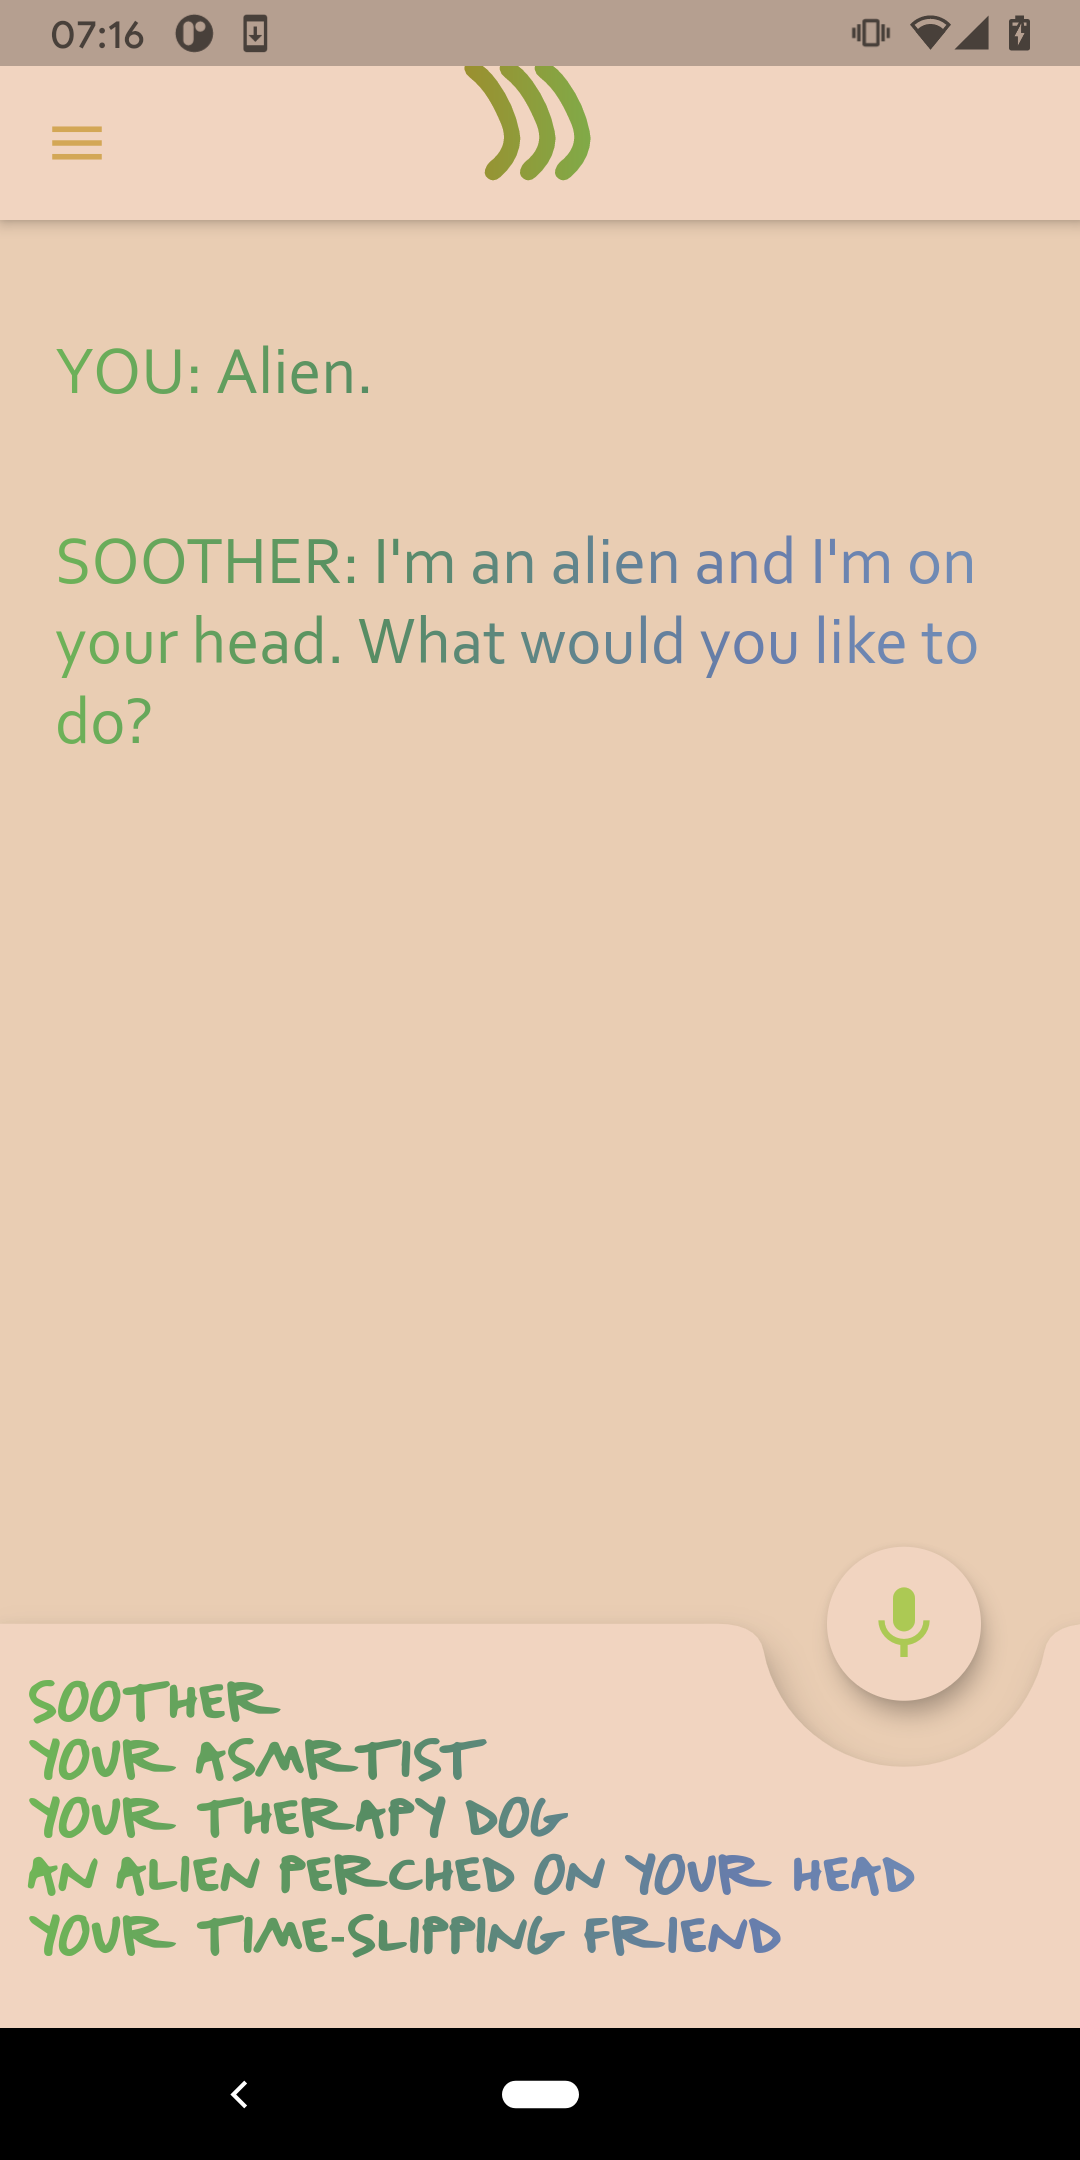 07:16
YOU: Alien.
SOOTHER: I'm an alien and I'm on
your head. What would you like to
do?
SOOTHER
YOUR ASMRTIST
YOUR THERAPY DOG
AN ALIEN PERCHED ON YOUR HEAD
YOUR TIME-SLIPPING FRIEND